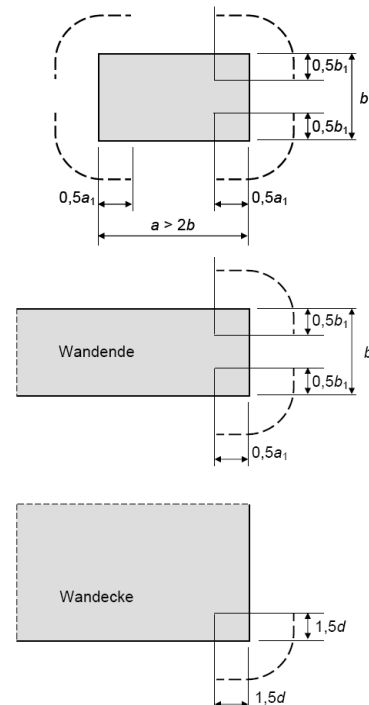 0,5b₁
b
0,5b₁
0,5a₁
0,5a₁
a > 2b
0,5b₁
Wandende
b
0,5b₁
0,5a₁
Wandecke
1,5d
1,5d